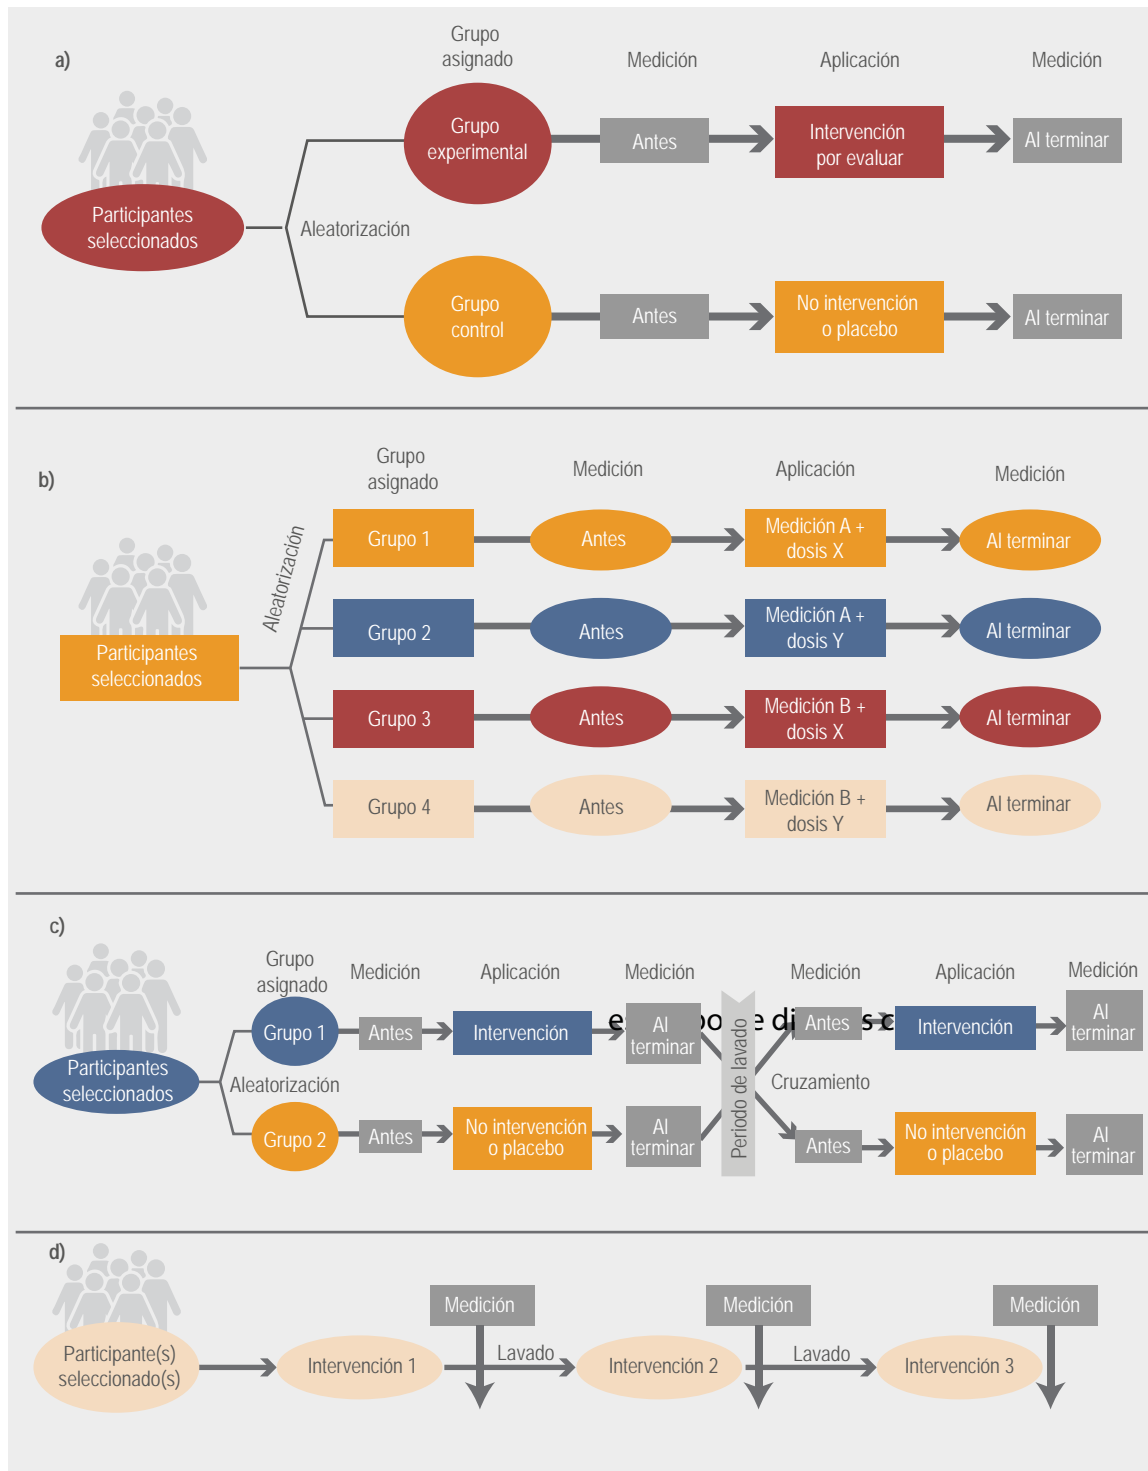 a)
Grupo
asignado
Medición
Aplicación
Medición
Grupo
experimental
Antes
Intervención
por evaluar
Al terminar
Participantes
seleccionados
Aleatorización
Grupo
control
Antes
No intervención
o placebo
Al terminar
b)
Grupo
asignado
Medición
Aplicación
Medición
Aleatorización
Grupo 1
Antes
Medición A +
dosis X
Al terminar
Grupo 2
Antes
Medición A +
dosis Y
Al terminar
Participantes
seleccionados
Grupo 3
Antes
Medición B +
dosis X
Al terminar
Grupo 4
Antes
Medición B +
dosis Y
Al terminar
c)
Grupo
asignado
Medición
Aplicación
Medición
Medición
Aplicación
Medición
Grupo 1
Antes
Intervención
Al
terminar
Periodo de lavado
Antes
Intervención
Al
terminar
Participantes
seleccionados
Aleatorización
Cruzamiento
Grupo 2
Antes
No intervención
o placebo
Al
terminar
Antes
No intervención
o placebo
Al
terminar
d)
Medición
Medición
Medición
Participante(s)
seleccionado(s)
Intervención 1
Lavado
Intervención 2
Lavado
Intervención 3